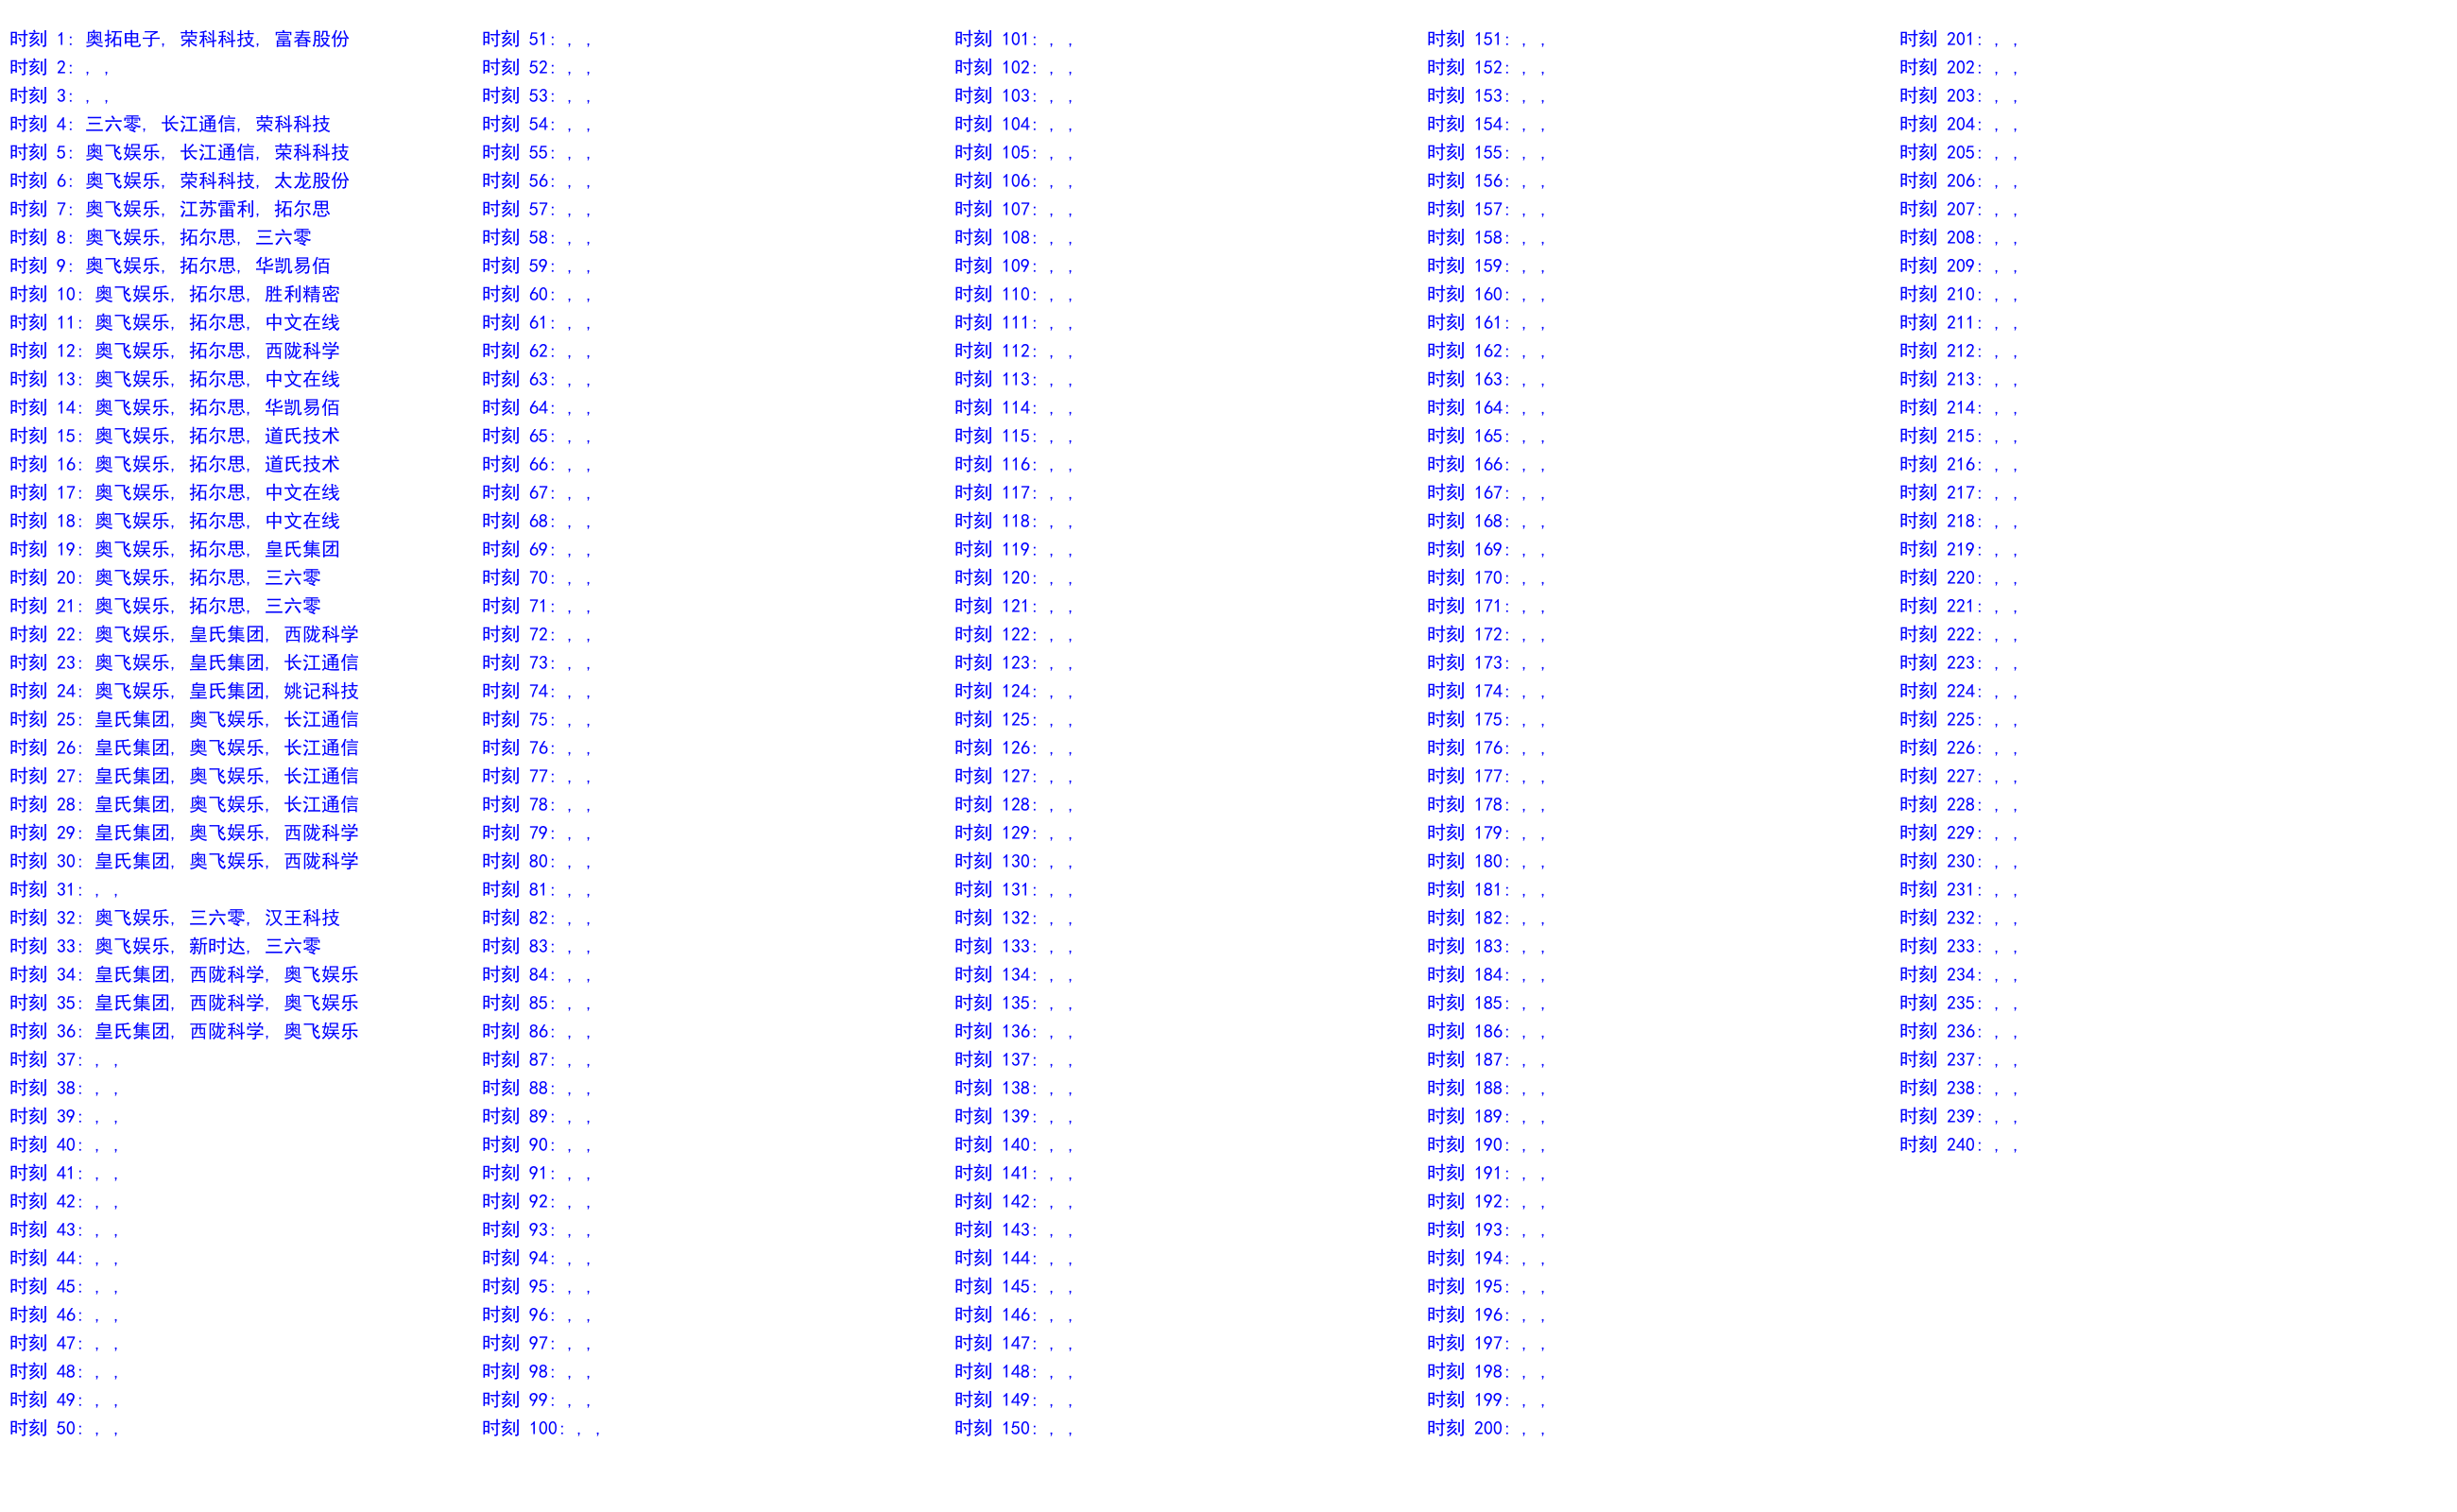 时刻 1: 奥拓电子, 荣科科技, 富春股份
时刻 2: , ,
时刻 3: , ,
时刻 4: 三六零, 长江通信, 荣科科技
时刻 5: 奥飞娱乐, 长江通信, 荣科科技
时刻 6: 奥飞娱乐, 荣科科技, 太龙股份
时刻 7: 奥飞娱乐, 江苏雷利, 拓尔思
时刻 8: 奥飞娱乐, 拓尔思, 三六零
时刻 9: 奥飞娱乐, 拓尔思, 华凯易佰
时刻 10: 奥飞娱乐, 拓尔思, 胜利精密
时刻 11: 奥飞娱乐, 拓尔思, 中文在线
时刻 12: 奥飞娱乐, 拓尔思, 西陇科学
时刻 13: 奥飞娱乐, 拓尔思, 中文在线
时刻 14: 奥飞娱乐, 拓尔思, 华凯易佰
时刻 15: 奥飞娱乐, 拓尔思, 道氏技术
时刻 16: 奥飞娱乐, 拓尔思, 道氏技术
时刻 17: 奥飞娱乐, 拓尔思, 中文在线
时刻 18: 奥飞娱乐, 拓尔思, 中文在线
时刻 19: 奥飞娱乐, 拓尔思, 皇氏集团
时刻 20: 奥飞娱乐, 拓尔思, 三六零
时刻 21: 奥飞娱乐, 拓尔思, 三六零
时刻 22: 奥飞娱乐, 皇氏集团, 西陇科学
时刻 23: 奥飞娱乐, 皇氏集团, 长江通信
时刻 24: 奥飞娱乐, 皇氏集团, 姚记科技
时刻 25: 皇氏集团, 奥飞娱乐, 长江通信
时刻 26: 皇氏集团, 奥飞娱乐, 长江通信
时刻 27: 皇氏集团, 奥飞娱乐, 长江通信
时刻 28: 皇氏集团, 奥飞娱乐, 长江通信
时刻 29: 皇氏集团, 奥飞娱乐, 西陇科学
时刻 30: 皇氏集团, 奥飞娱乐, 西陇科学
时刻 31: , ,
时刻 32: 奥飞娱乐, 三六零, 汉王科技
时刻 33: 奥飞娱乐, 新时达, 三六零
时刻 34: 皇氏集团, 西陇科学, 奥飞娱乐
时刻 35: 皇氏集团, 西陇科学, 奥飞娱乐
时刻 36: 皇氏集团, 西陇科学, 奥飞娱乐
时刻 37: , ,
时刻 38: , ,
时刻 39: , ,
时刻 40: , ,
时刻 41: , ,
时刻 42: , ,
时刻 43: , ,
时刻 44: , ,
时刻 45: , ,
时刻 46: , ,
时刻 47: , ,
时刻 48: , ,
时刻 49: , ,
时刻 50: , ,
时刻 51: , ,
时刻 52: , ,
时刻 53: , ,
时刻 54: , ,
时刻 55: , ,
时刻 56: , ,
时刻 57: , ,
时刻 58: , ,
时刻 59: , ,
时刻 60: , ,
时刻 61: , ,
时刻 62: , ,
时刻 63: , ,
时刻 64: , ,
时刻 65: , ,
时刻 66: , ,
时刻 67: , ,
时刻 68: , ,
时刻 69: , ,
时刻 70: , ,
时刻 71: , ,
时刻 72: , ,
时刻 73: , ,
时刻 74: , ,
时刻 75: , ,
时刻 76: , ,
时刻 77: , ,
时刻 78: , ,
时刻 79: , ,
时刻 80: , ,
时刻 81: , ,
时刻 82: , ,
时刻 83: , ,
时刻 84: , ,
时刻 85: , ,
时刻 86: , ,
时刻 87: , ,
时刻 88: , ,
时刻 89: , ,
时刻 90: , ,
时刻 91: , ,
时刻 92: , ,
时刻 93: , ,
时刻 94: , ,
时刻 95: , ,
时刻 96: , ,
时刻 97: , ,
时刻 98: , ,
时刻 99: , ,
时刻 100: , ,
时刻 101: , ,
时刻 102: , ,
时刻 103: , ,
时刻 104: , ,
时刻 105: , ,
时刻 106: , ,
时刻 107: , ,
时刻 108: , ,
时刻 109: , ,
时刻 110: , ,
时刻 111: , ,
时刻 112: , ,
时刻 113: , ,
时刻 114: , ,
时刻 115: , ,
时刻 116: , ,
时刻 117: , ,
时刻 118: , ,
时刻 119: , ,
时刻 120: , ,
时刻 121: , ,
时刻 122: , ,
时刻 123: , ,
时刻 124: , ,
时刻 125: , ,
时刻 126: , ,
时刻 127: , ,
时刻 128: , ,
时刻 129: , ,
时刻 130: , ,
时刻 131: , ,
时刻 132: , ,
时刻 133: , ,
时刻 134: , ,
时刻 135: , ,
时刻 136: , ,
时刻 137: , ,
时刻 138: , ,
时刻 139: , ,
时刻 140: , ,
时刻 141: , ,
时刻 142: , ,
时刻 143: , ,
时刻 144: , ,
时刻 145: , ,
时刻 146: , ,
时刻 147: , ,
时刻 148: , ,
时刻 149: , ,
时刻 150: , ,
时刻 151: , ,
时刻 152: , ,
时刻 153: , ,
时刻 154: , ,
时刻 155: , ,
时刻 156: , ,
时刻 157: , ,
时刻 158: , ,
时刻 159: , ,
时刻 160: , ,
时刻 161: , ,
时刻 162: , ,
时刻 163: , ,
时刻 164: , ,
时刻 165: , ,
时刻 166: , ,
时刻 167: , ,
时刻 168: , ,
时刻 169: , ,
时刻 170: , ,
时刻 171: , ,
时刻 172: , ,
时刻 173: , ,
时刻 174: , ,
时刻 175: , ,
时刻 176: , ,
时刻 177: , ,
时刻 178: , ,
时刻 179: , ,
时刻 180: , ,
时刻 181: , ,
时刻 182: , ,
时刻 183: , ,
时刻 184: , ,
时刻 185: , ,
时刻 186: , ,
时刻 187: , ,
时刻 188: , ,
时刻 189: , ,
时刻 190: , ,
时刻 191: , ,
时刻 192: , ,
时刻 193: , ,
时刻 194: , ,
时刻 195: , ,
时刻 196: , ,
时刻 197: , ,
时刻 198: , ,
时刻 199: , ,
时刻 200: , ,
时刻 201: , ,
时刻 202: , ,
时刻 203: , ,
时刻 204: , ,
时刻 205: , ,
时刻 206: , ,
时刻 207: , ,
时刻 208: , ,
时刻 209: , ,
时刻 210: , ,
时刻 211: , ,
时刻 212: , ,
时刻 213: , ,
时刻 214: , ,
时刻 215: , ,
时刻 216: , ,
时刻 217: , ,
时刻 218: , ,
时刻 219: , ,
时刻 220: , ,
时刻 221: , ,
时刻 222: , ,
时刻 223: , ,
时刻 224: , ,
时刻 225: , ,
时刻 226: , ,
时刻 227: , ,
时刻 228: , ,
时刻 229: , ,
时刻 230: , ,
时刻 231: , ,
时刻 232: , ,
时刻 233: , ,
时刻 234: , ,
时刻 235: , ,
时刻 236: , ,
时刻 237: , ,
时刻 238: , ,
时刻 239: , ,
时刻 240: , ,